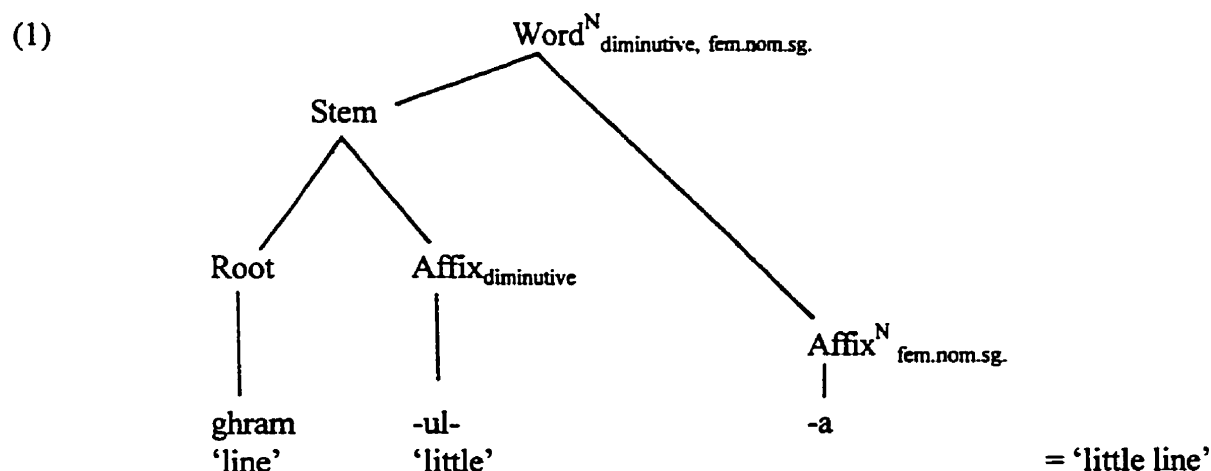 (1) Word^N diminutive, fem.nom.sg.
Stem
Root Affix diminutive
Affix^N fem.nom.sg.
ghram -ul- -a
'line' 'little' = 'little line'